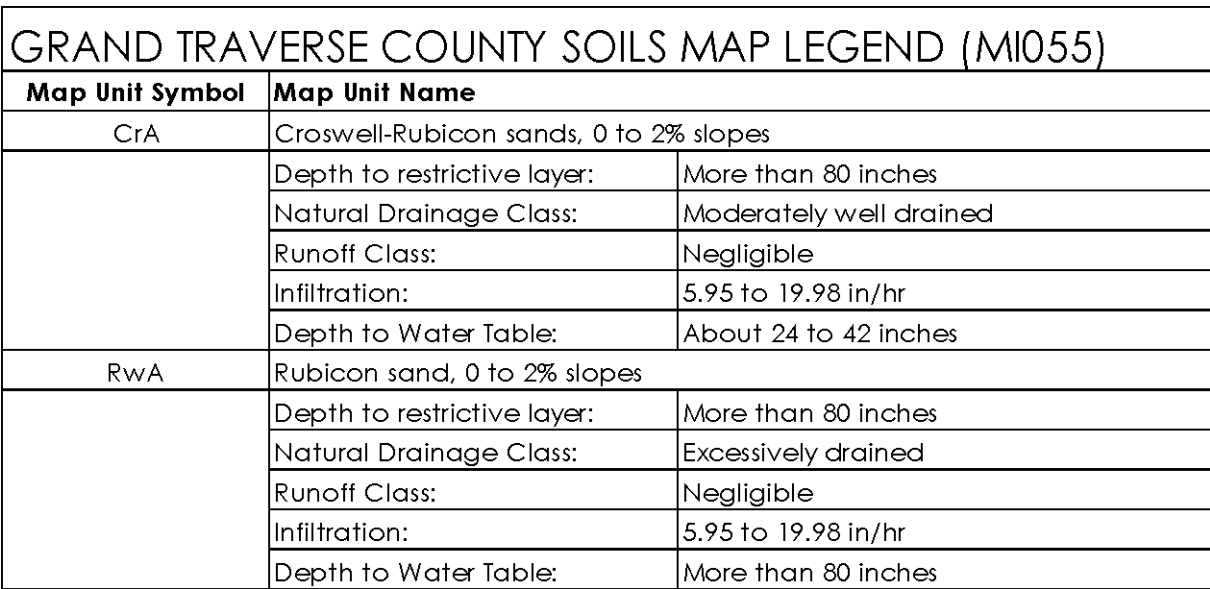 GRAND TRAVERSE COUNTY SOILS MAP LEGEND (MI055)
Map Unit Symbol Map Unit Name
CrA Croswell-Rubicon sands, 0 to 2% slopes
Depth to restrictive layer: More than 80 inches
Natural Drainage Class: Moderately well drained
Runoff Class: Negligible
Infiltration: 5.95 to 19.98 in/hr
Depth to Water Table: About 24 to 42 inches
RwA Rubicon sand, 0 to 2% slopes
Depth to restrictive layer: More than 80 inches
Natural Drainage Class: Excessively drained
Runoff Class: Negligible
Infiltration: 5.95 to 19.98 in/hr
Depth to Water Table: More than 80 inches